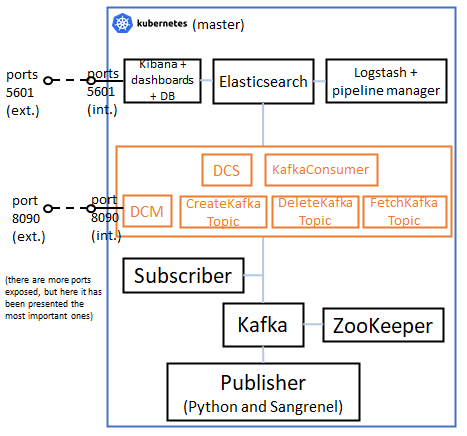 kubernetes (master)
ports
5601
(ext.)
ports
5601
(int.)
Kibana +
dashboards
+ DB
Elasticsearch
Logstash +
pipeline manager
DCS
KafkaConsumer
port
8090
(ext.)
port
8090
(int.)
DCM
CreateKafka
Topic
DeleteKafka
Topic
FetchKafka
Topic
(there are more ports
exposed, but here it has
been presented the
most important ones)
Subscriber
Kafka
ZooKeeper
Publisher
(Python and Sangrenel)